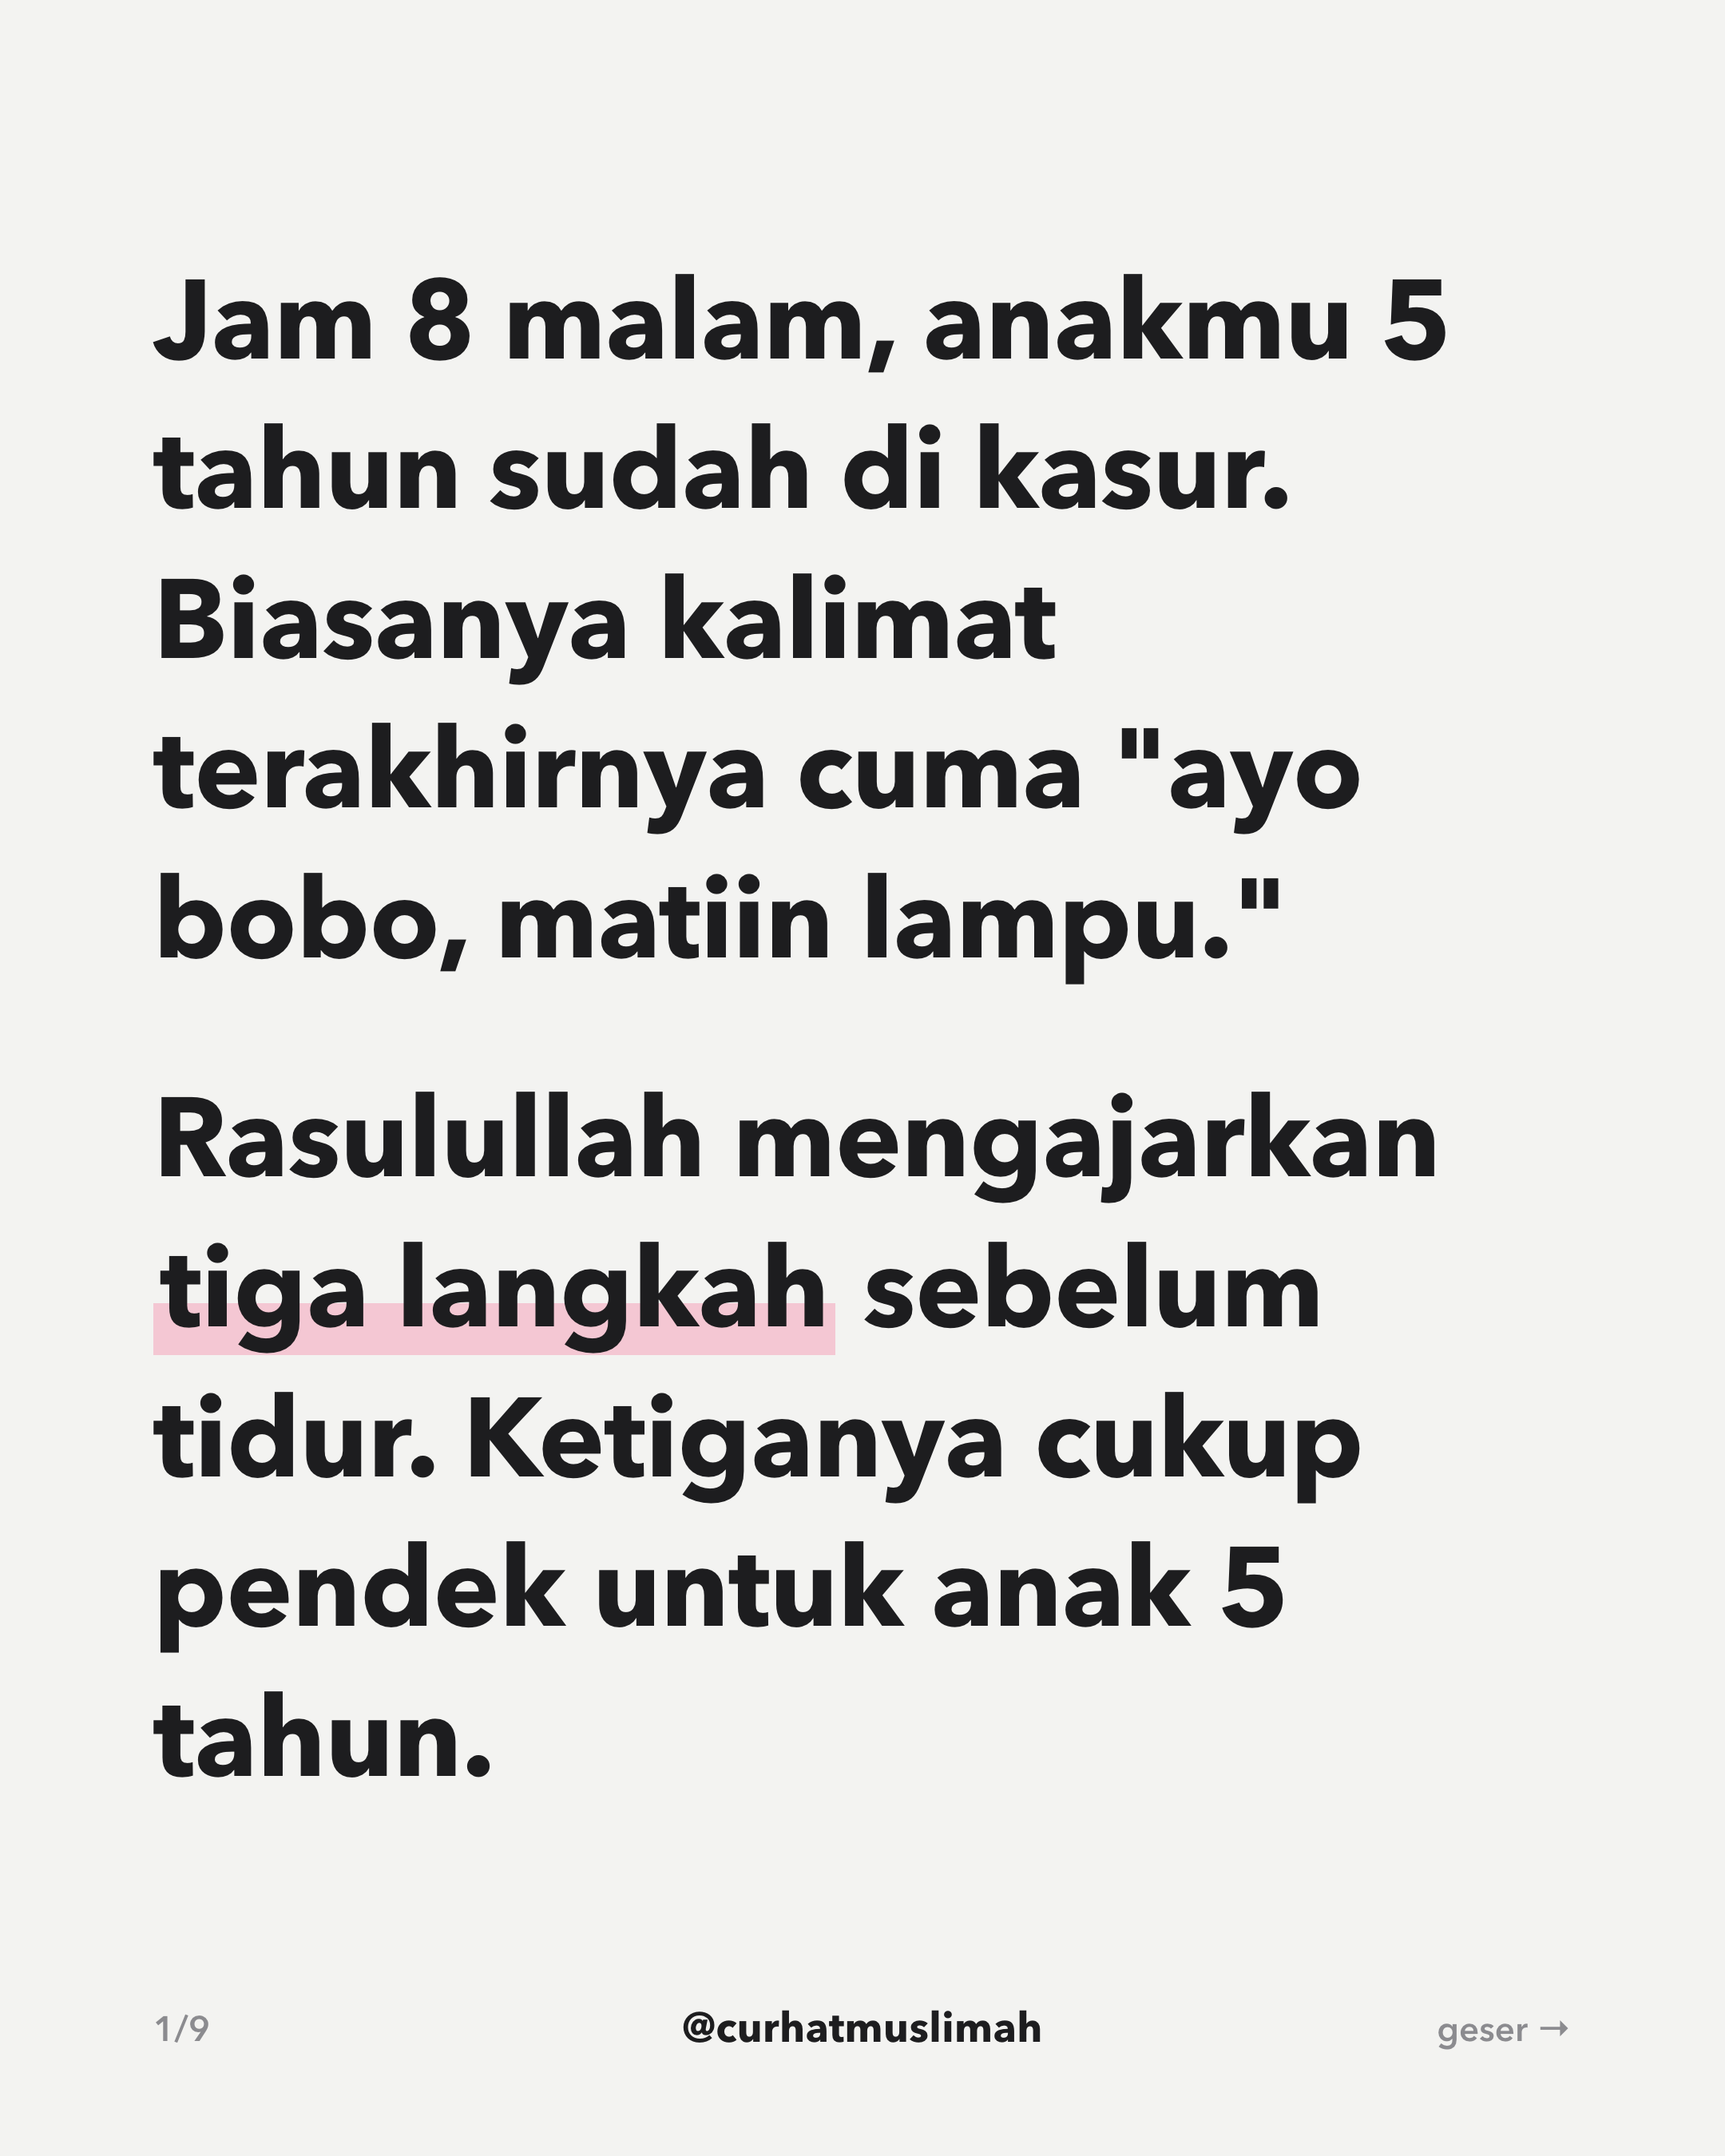 Jam 8 malam, anakmu 5
tahun sudah di kasur.
Biasanya kalimat
terakhirnya cuma "ayo
bobo, matiin lampu."
Rasulullah mengajarkan
tiga langkah sebelum
tidur. Ketiganya cukup
pendek untuk anak 5
tahun.
1/9
@curhatmuslimah
geser →